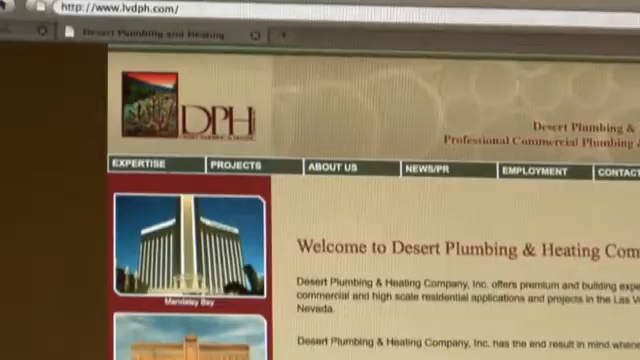 http://www.lvdph.com/
Desert Plumbing and Heating
DPH
Desert Plumbing &
Professional Commercial Plumbing
EXPERTISE
PROJECTS
ABOUT US
NEWS/PR
EMPLOYMENT
CONTACT
Welcome to Desert Plumbing & Heating Com
Mandalay Bay
Desert Plumbing & Heating Company, Inc. offers premium and building expe
commercial and high scale residential applications and projects in the Las V
Nevada.
Desert Plumbing & Heating Company, Inc. has the end result in mind when